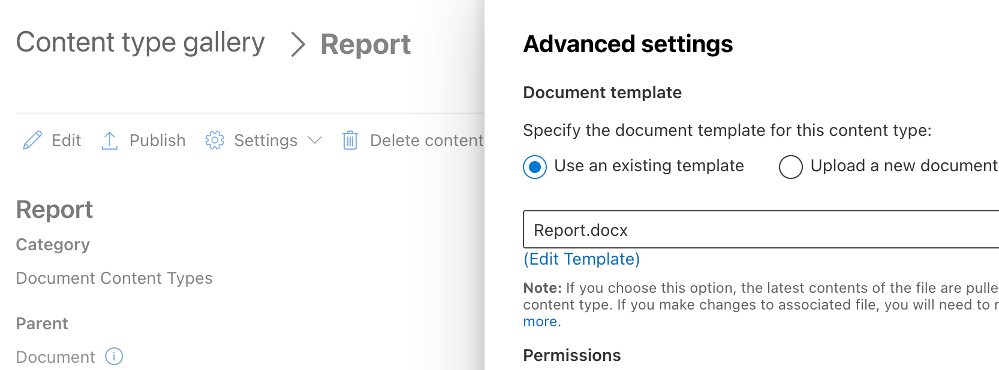 Content type gallery > Report
Edit Publish Settings Delete content
Report
Category
Document Content Types
Parent
Document
Advanced settings
Document template
Specify the document template for this content type:
Use an existing template Upload a new document
Report.docx
(Edit Template)
Note: If you choose this option, the latest contents of the file are pulle
content type. If you make changes to associated file, you will need to r
more.
Permissions